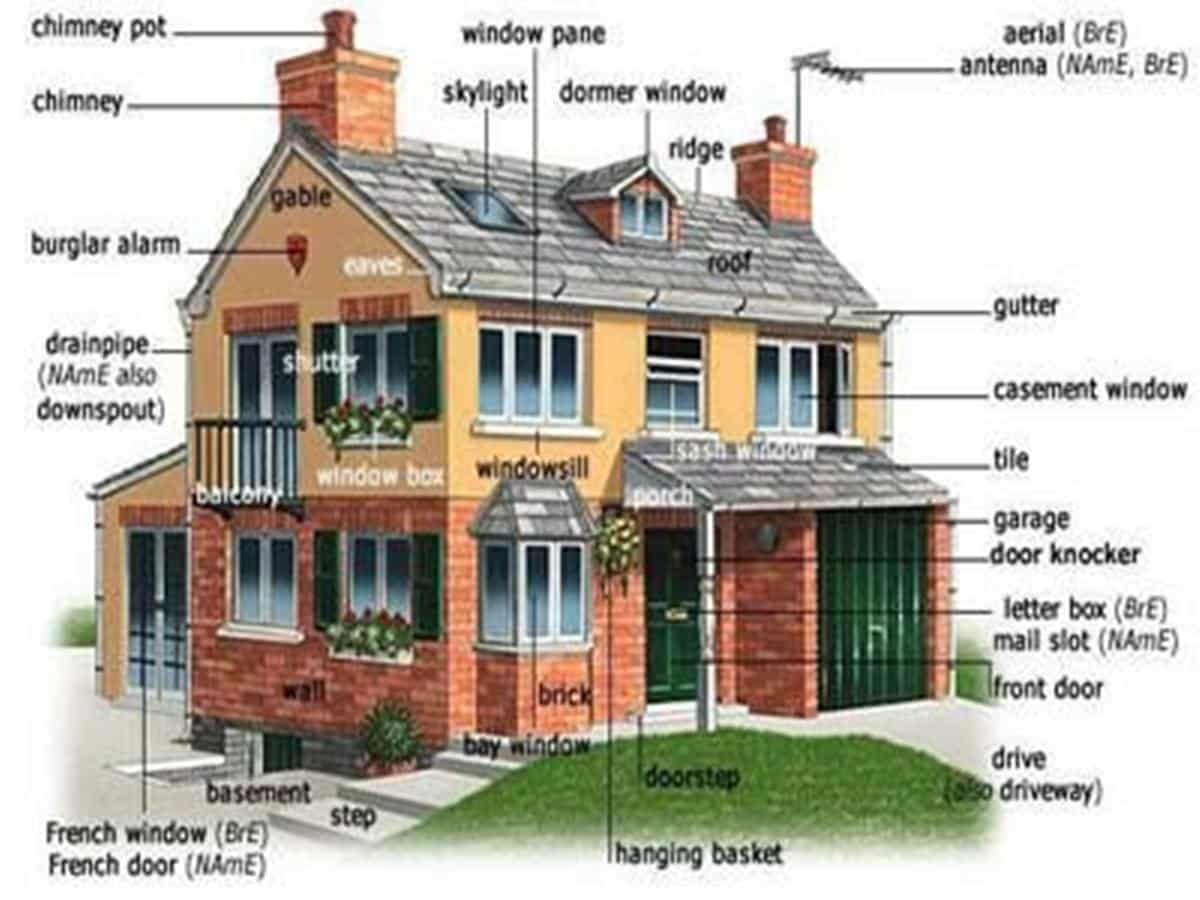 chimney pot
window pane
aerial (BrE)
antenna (NAmE, BrE)
chimney
skylight
dormer window
ridge
gable
burglar alarm
eaves
roof
gutter
drainpipe
(NAmE also
downspout)
shutter
casement window
sash window
tile
window box
windowsill
balcony
porch
garage
door knocker
letter box (BrE)
mail slot (NAmE)
wall
brick
front door
bay window
doorstep
drive
(also driveway)
basement
step
French window (BrE)
French door (NAmE)
hanging basket